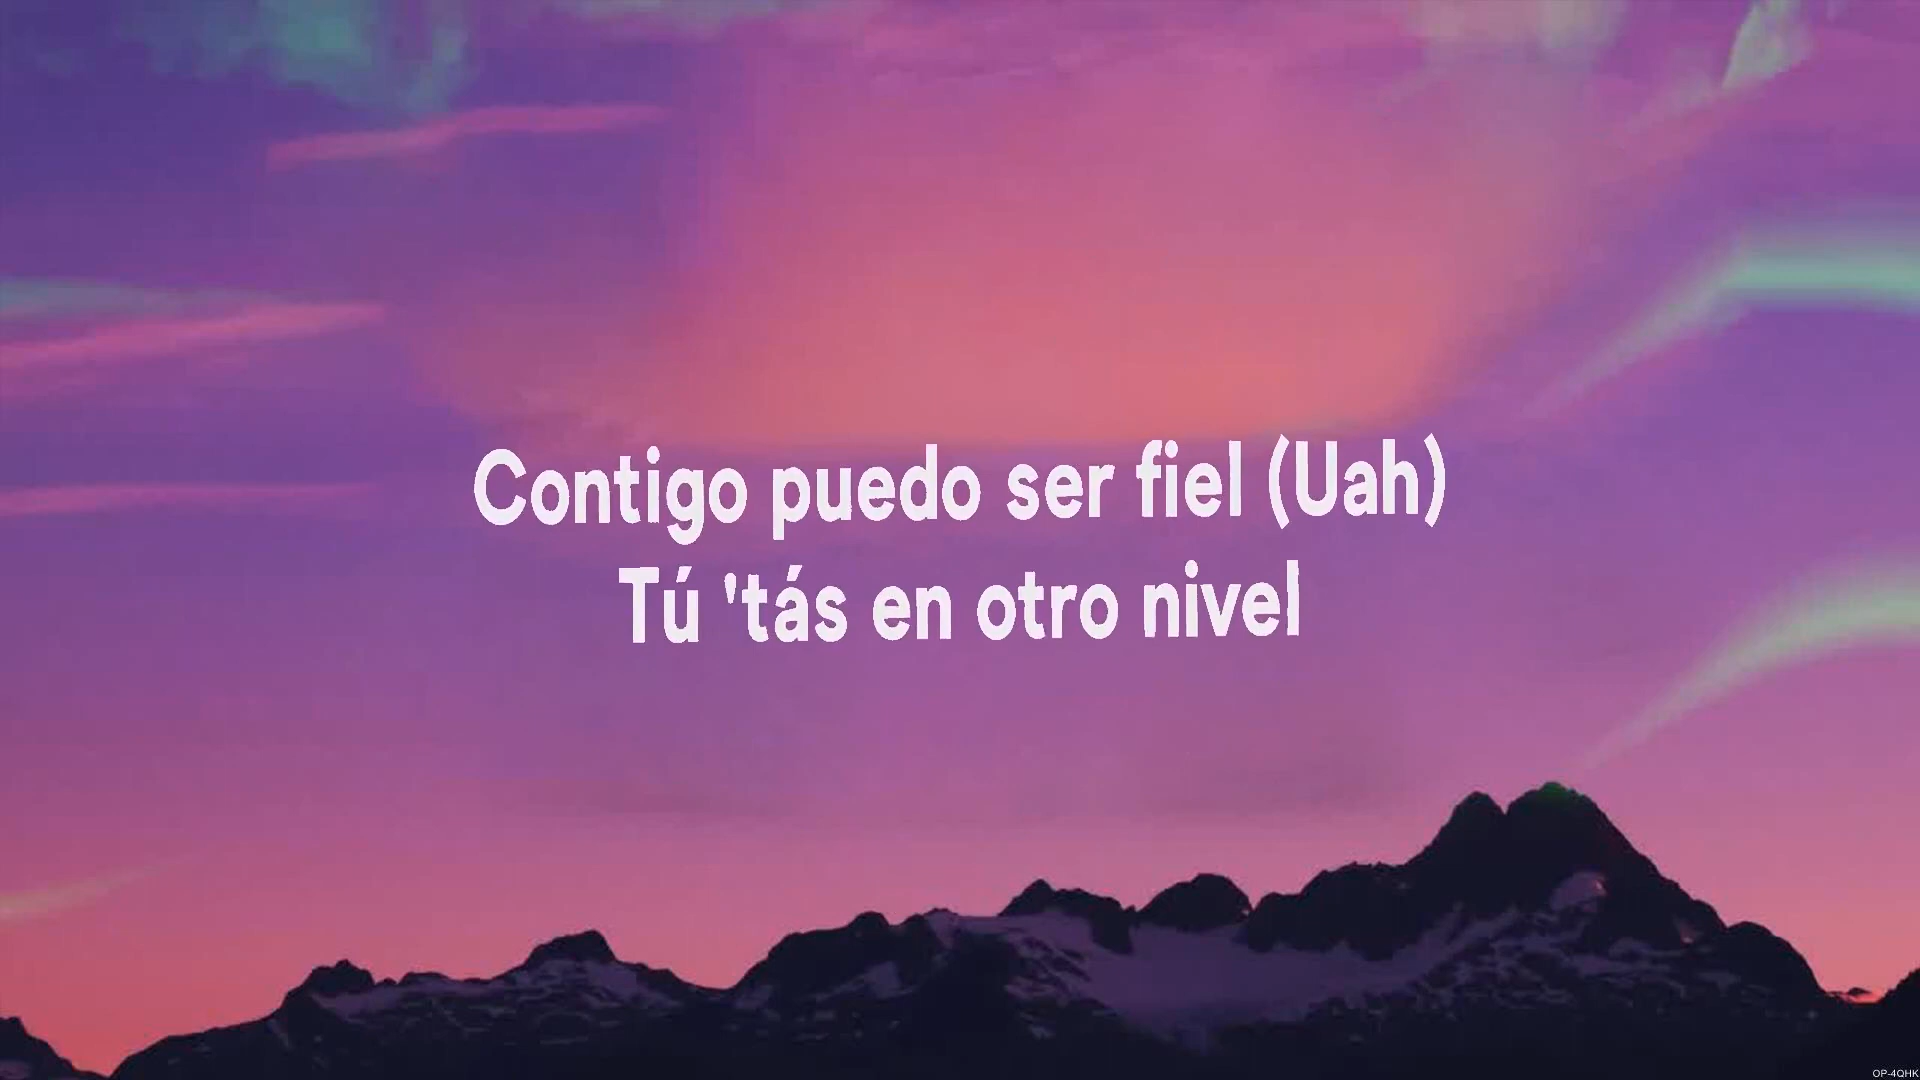 Contigo puedo ser fiel (Uah)
Tú 'tás en otro nivel
OP-4QHK